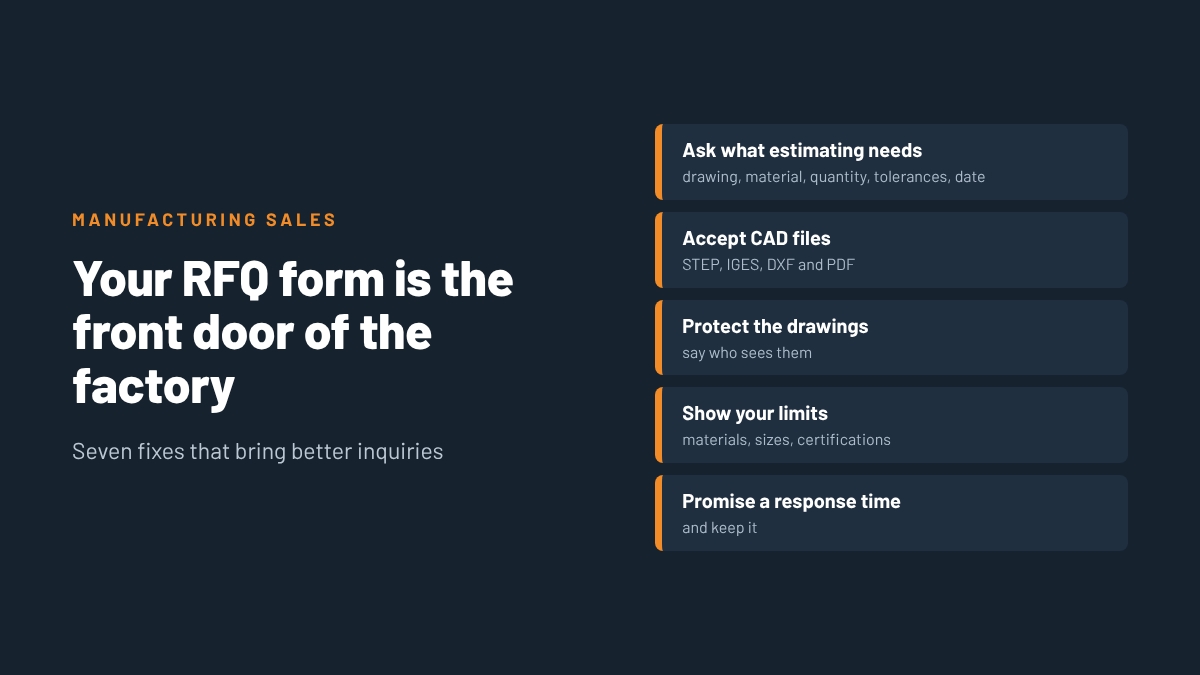 MANUFACTURING SALES
Your RFQ form is the
front door of the
factory
Seven fixes that bring better inquiries
Ask what estimating needs
drawing, material, quantity, tolerances, date
Accept CAD files
STEP, IGES, DXF and PDF
Protect the drawings
say who sees them
Show your limits
materials, sizes, certifications
Promise a response time
and keep it